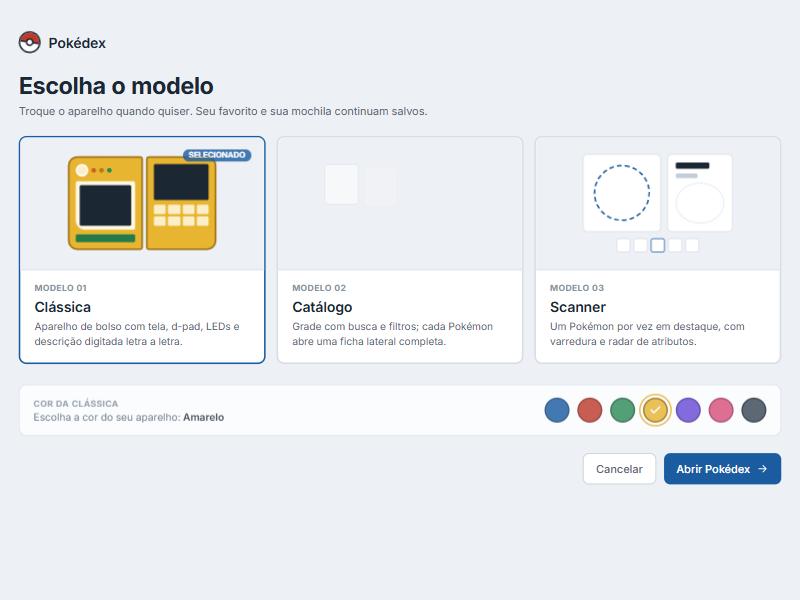 Pokédex
Escolha o modelo
Troque o aparelho quando quiser. Seu favorito e sua mochila continuam salvos.
SELECIONADO
MODELO 01
Clássica
Aparelho de bolso com tela, d-pad, LEDs e
descrição digitada letra a letra.
MODELO 02
Catálogo
Grade com busca e filtros; cada Pokémon
abre uma ficha lateral completa.
MODELO 03
Scanner
Um Pokémon por vez em destaque, com
varredura e radar de atributos.
COR DA CLÁSSICA
Escolha a cor do seu aparelho: Amarelo
Cancelar
Abrir Pokédex →